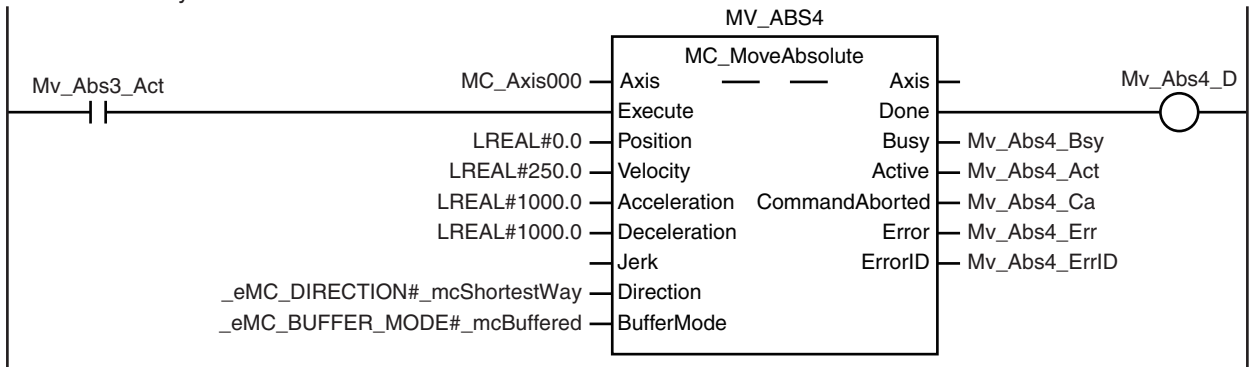 MV_ABS4
MC_MoveAbsolute
Mv_Abs3_Act
MC_Axis000 Axis Axis Mv_Abs4_D
Execute Done
LREAL#0.0 Position Busy Mv_Abs4_Bsy
LREAL#250.0 Velocity Active Mv_Abs4_Act
LREAL#1000.0 Acceleration CommandAborted Mv_Abs4_Ca
LREAL#1000.0 Deceleration Error Mv_Abs4_Err
Jerk ErrorID Mv_Abs4_ErrID
_eMC_DIRECTION#_mcShortestWay Direction
_eMC_BUFFER_MODE#_mcBuffered BufferMode